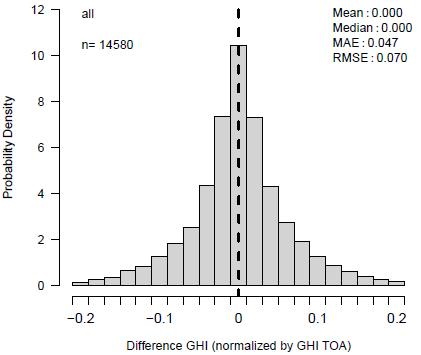 all
n= 14580
Mean : 0.000
Median : 0.000
MAE : 0.047
RMSE : 0.070
Probability Density
12
10
8
6
4
2
0
−0.2 −0.1 0 0.1 0.2
Difference GHI (normalized by GHI TOA)